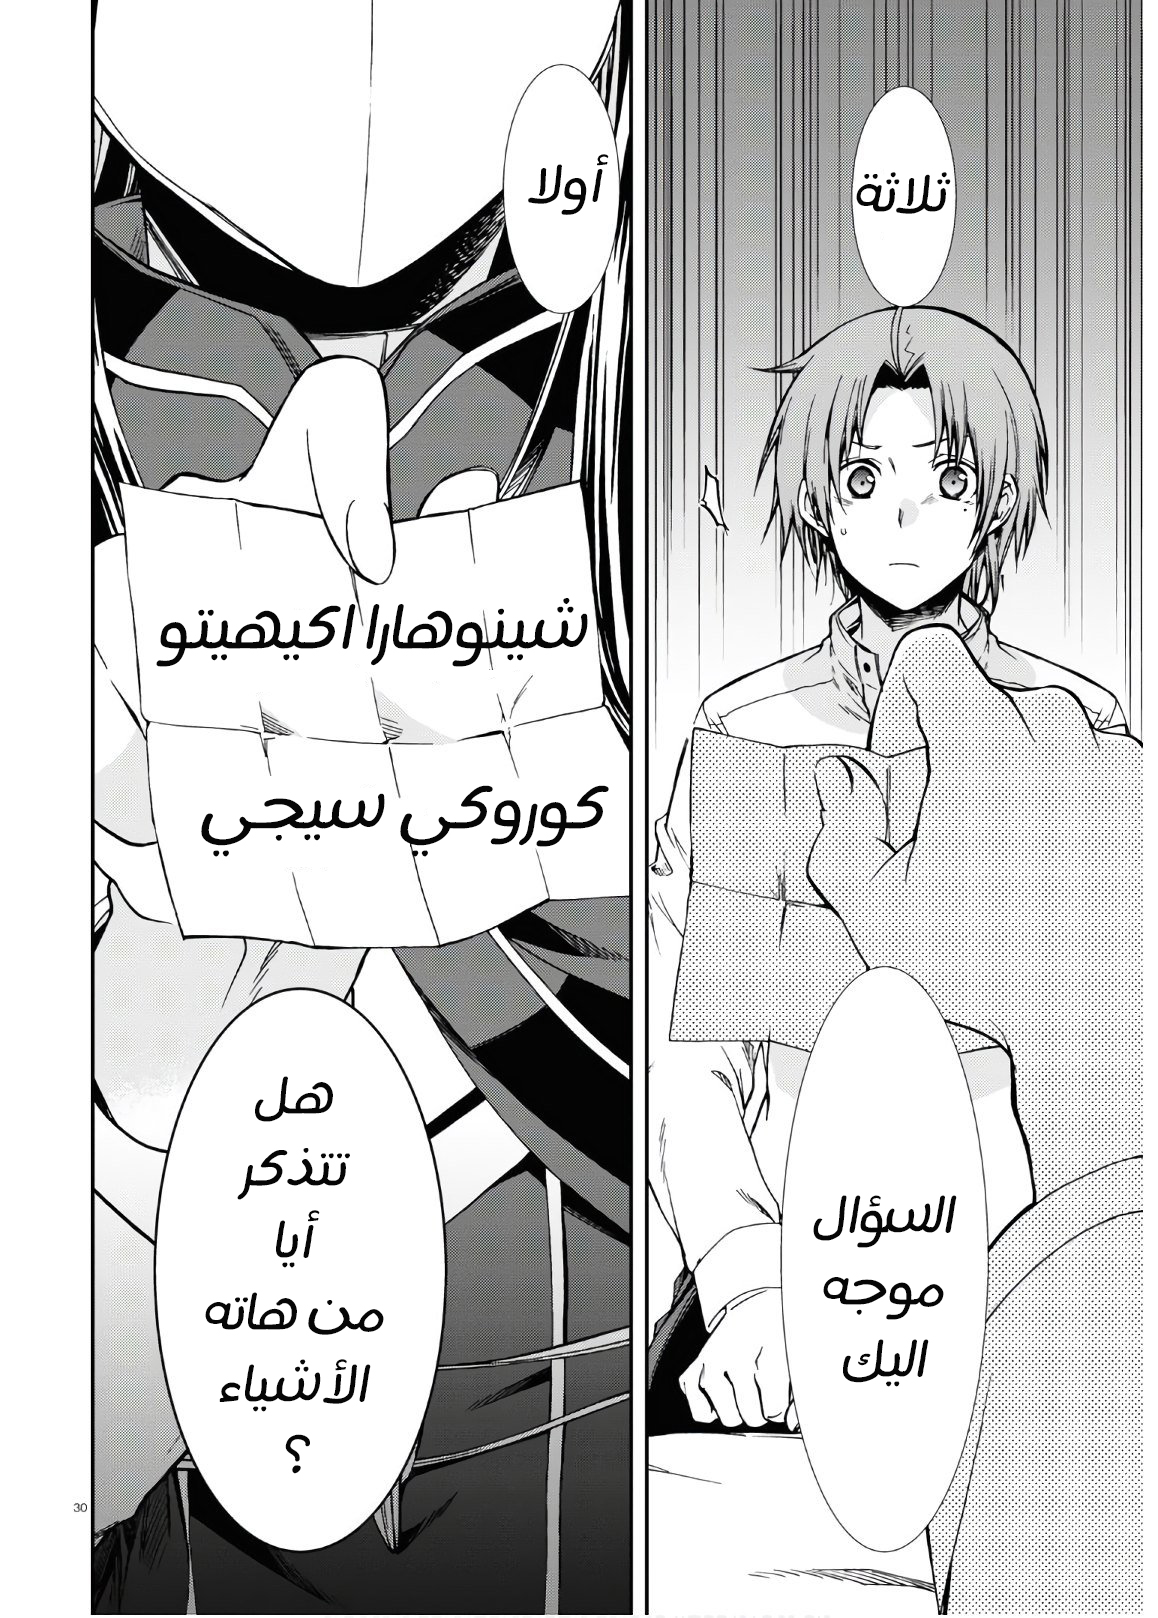 ثلاثة
السؤال
موجه
اليك
أولا
شينوهارا اكيهيتو
كوروكي سيجي
هل
تتذكر
أيا
من هاته
الأشياء
؟
30